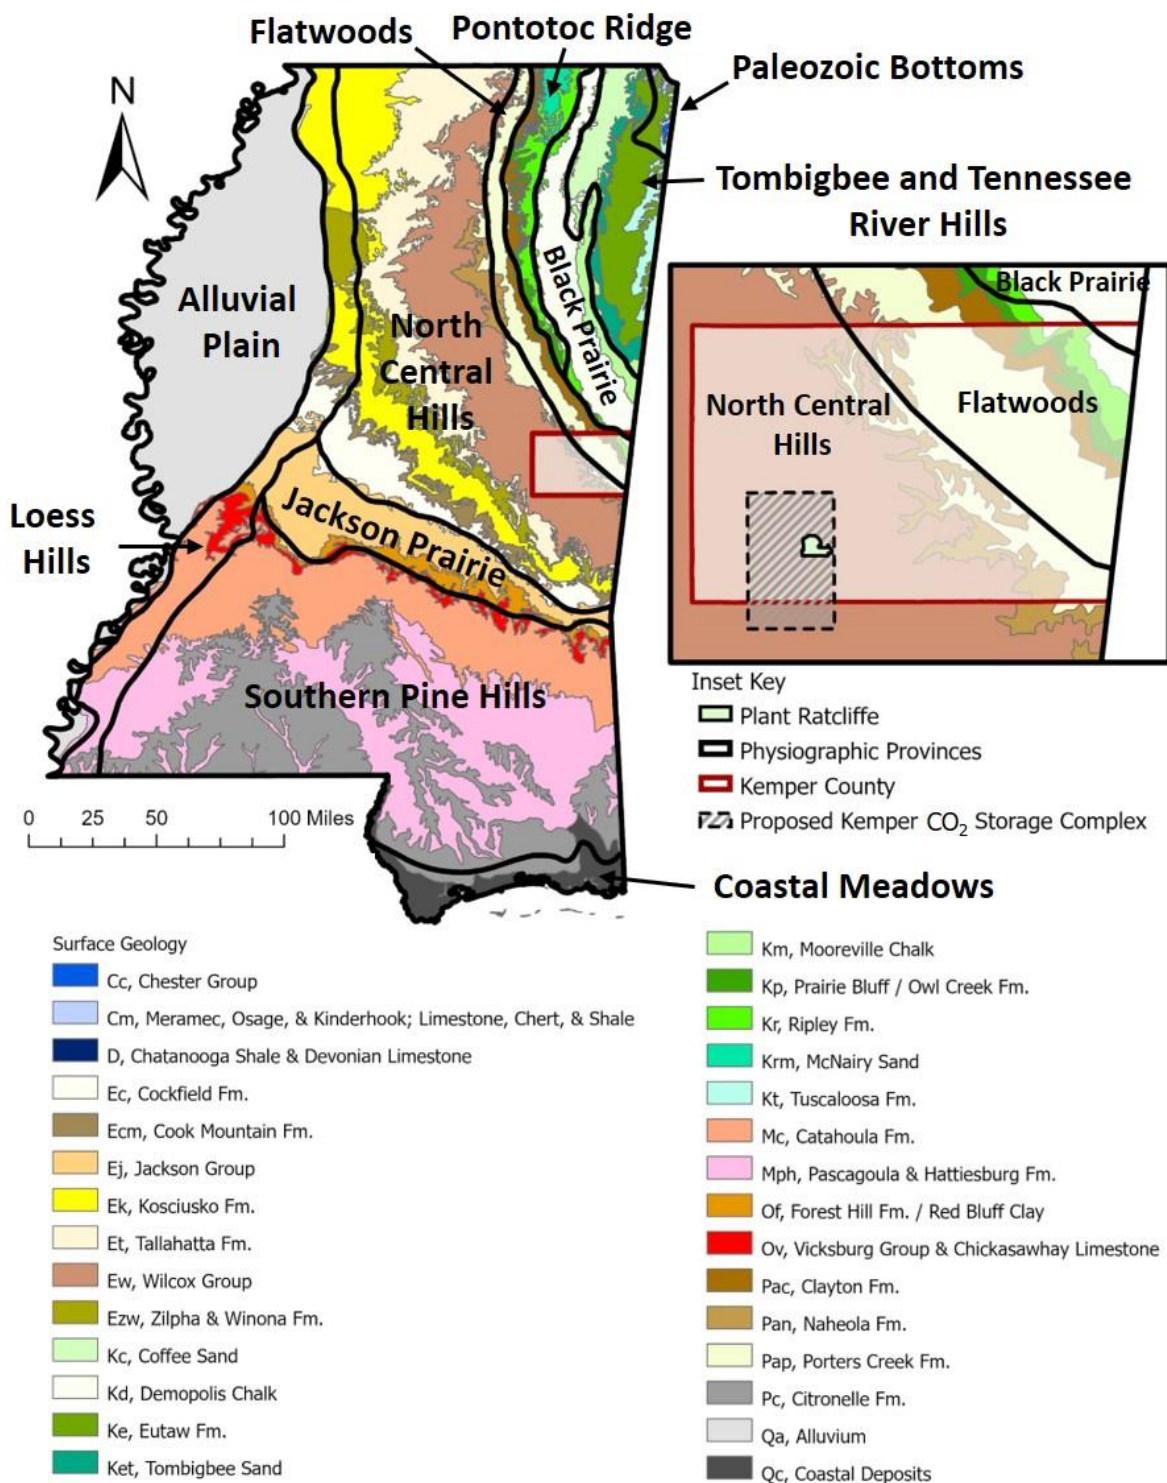 Flatwoods
Pontotoc Ridge
Paleozoic Bottoms
N
Tombigbee and Tennessee
River Hills
Alluvial
Plain
North
Central
Hills
Black Prairie
Black Prairie
North Central
Hills
Flatwoods
Loess
Hills
Jackson Prairie
Southern Pine Hills
Inset Key
Plant Ratcliffe
Physiographic Provinces
Kemper County
Proposed Kemper CO₂ Storage Complex
0 25 50 100 Miles
Coastal Meadows
Surface Geology
Cc, Chester Group
Cm, Meramec, Osage, & Kinderhook; Limestone, Chert, & Shale
D, Chatanooga Shale & Devonian Limestone
Ec, Cockfield Fm.
Ecm, Cook Mountain Fm.
Ej, Jackson Group
Ek, Kosciusko Fm.
Et, Tallahatta Fm.
Ew, Wilcox Group
Ezw, Zilpha & Winona Fm.
Kc, Coffee Sand
Kd, Demopolis Chalk
Ke, Eutaw Fm.
Ket, Tombigbee Sand
Km, Mooreville Chalk
Kp, Prairie Bluff / Owl Creek Fm.
Kr, Ripley Fm.
Krm, McNairy Sand
Kt, Tuscaloosa Fm.
Mc, Catahoula Fm.
Mph, Pascagoula & Hattiesburg Fm.
Of, Forest Hill Fm. / Red Bluff Clay
Ov, Vicksburg Group & Chickasawhay Limestone
Pac, Clayton Fm.
Pan, Naheola Fm.
Pap, Porters Creek Fm.
Pc, Citronelle Fm.
Qa, Alluvium
Qc, Coastal Deposits